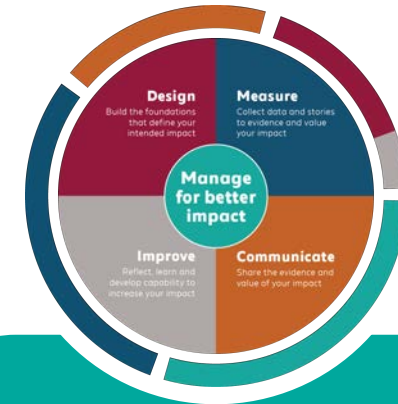 Design
Build the foundations
that define your
intended impact
Measure
Collect data and stories
to evidence and value
your impact
Manage
for better
impact
Improve
Reflect, learn and
develop capability to
increase your impact
Communicate
Share the evidence and
value of your impact